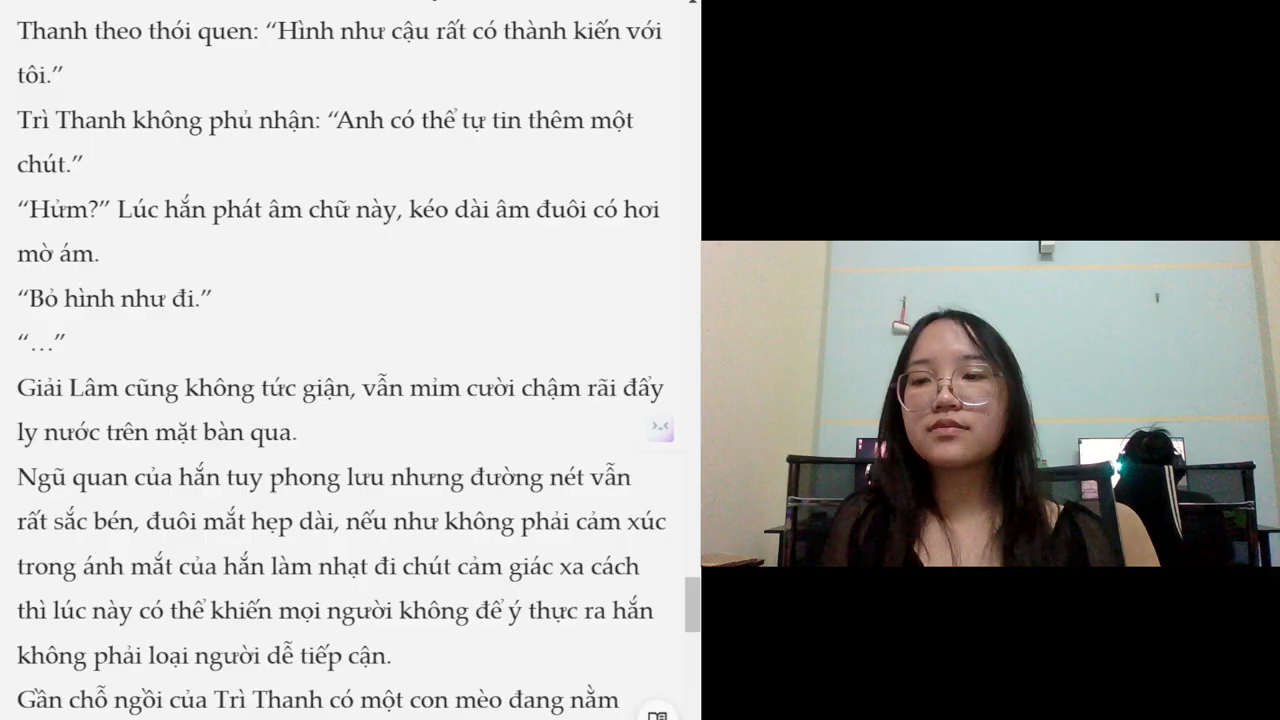 Thanh theo thói quen: “Hình như cậu rất có thành kiến với
tôi.”
Trì Thanh không phủ nhận: “Anh có thể tự tin thêm một
chút.”
“Hửm?” Lúc hắn phát âm chữ này, kéo dài âm đuôi có hơi
mờ ám.
“Bỏ hình như đi.”
“…”
Giải Lâm cũng không tức giận, vẫn mỉm cười chậm rãi đẩy
ly nước trên mặt bàn qua.
Ngũ quan của hắn tuy phong lưu nhưng đường nét vẫn
rất sắc bén, đuôi mắt hẹp dài, nếu như không phải cảm xúc
trong ánh mắt của hắn làm nhạt đi chút cảm giác xa cách
thì lúc này có thể khiến mọi người không để ý thực ra hắn
không phải loại người dễ tiếp cận.
Gần chỗ ngồi của Trì Thanh có một con mèo đang nằm